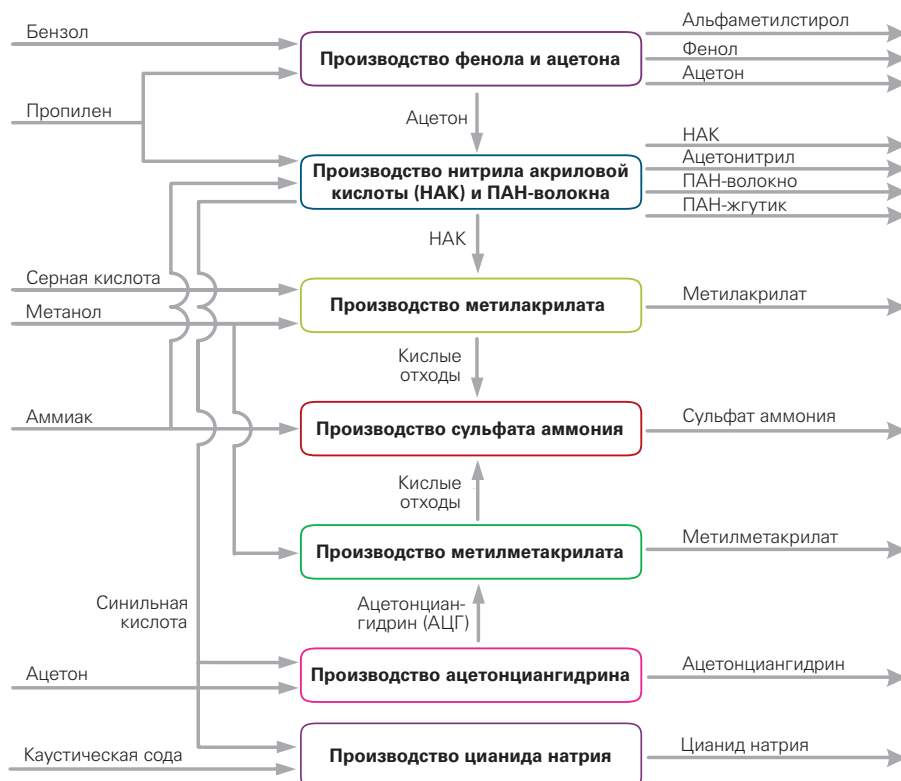 Бензол
Производство фенола и ацетона
Альфаметилстирол
Фенол
Ацетон
Пропилен
Ацетон
Производство нитрила акриловой
кислоты (НАК) и ПАН-волокна
НАК
Ацетонитрил
ПАН-волокно
ПАН-жгутик
НАК
Серная кислота
Метанол
Производство метилакрилата
Метилакрилат
Кислые
отходы
Аммиак
Производство сульфата аммония
Сульфат аммония
Кислые
отходы
Производство метилметакрилата
Метилметакрилат
Синильная
кислота
Ацетонциан-
гидрин (АЦГ)
Ацетон
Производство ацетонциангидрина
Ацетонциангидрин
Каустическая сода
Производство цианида натрия
Цианид натрия